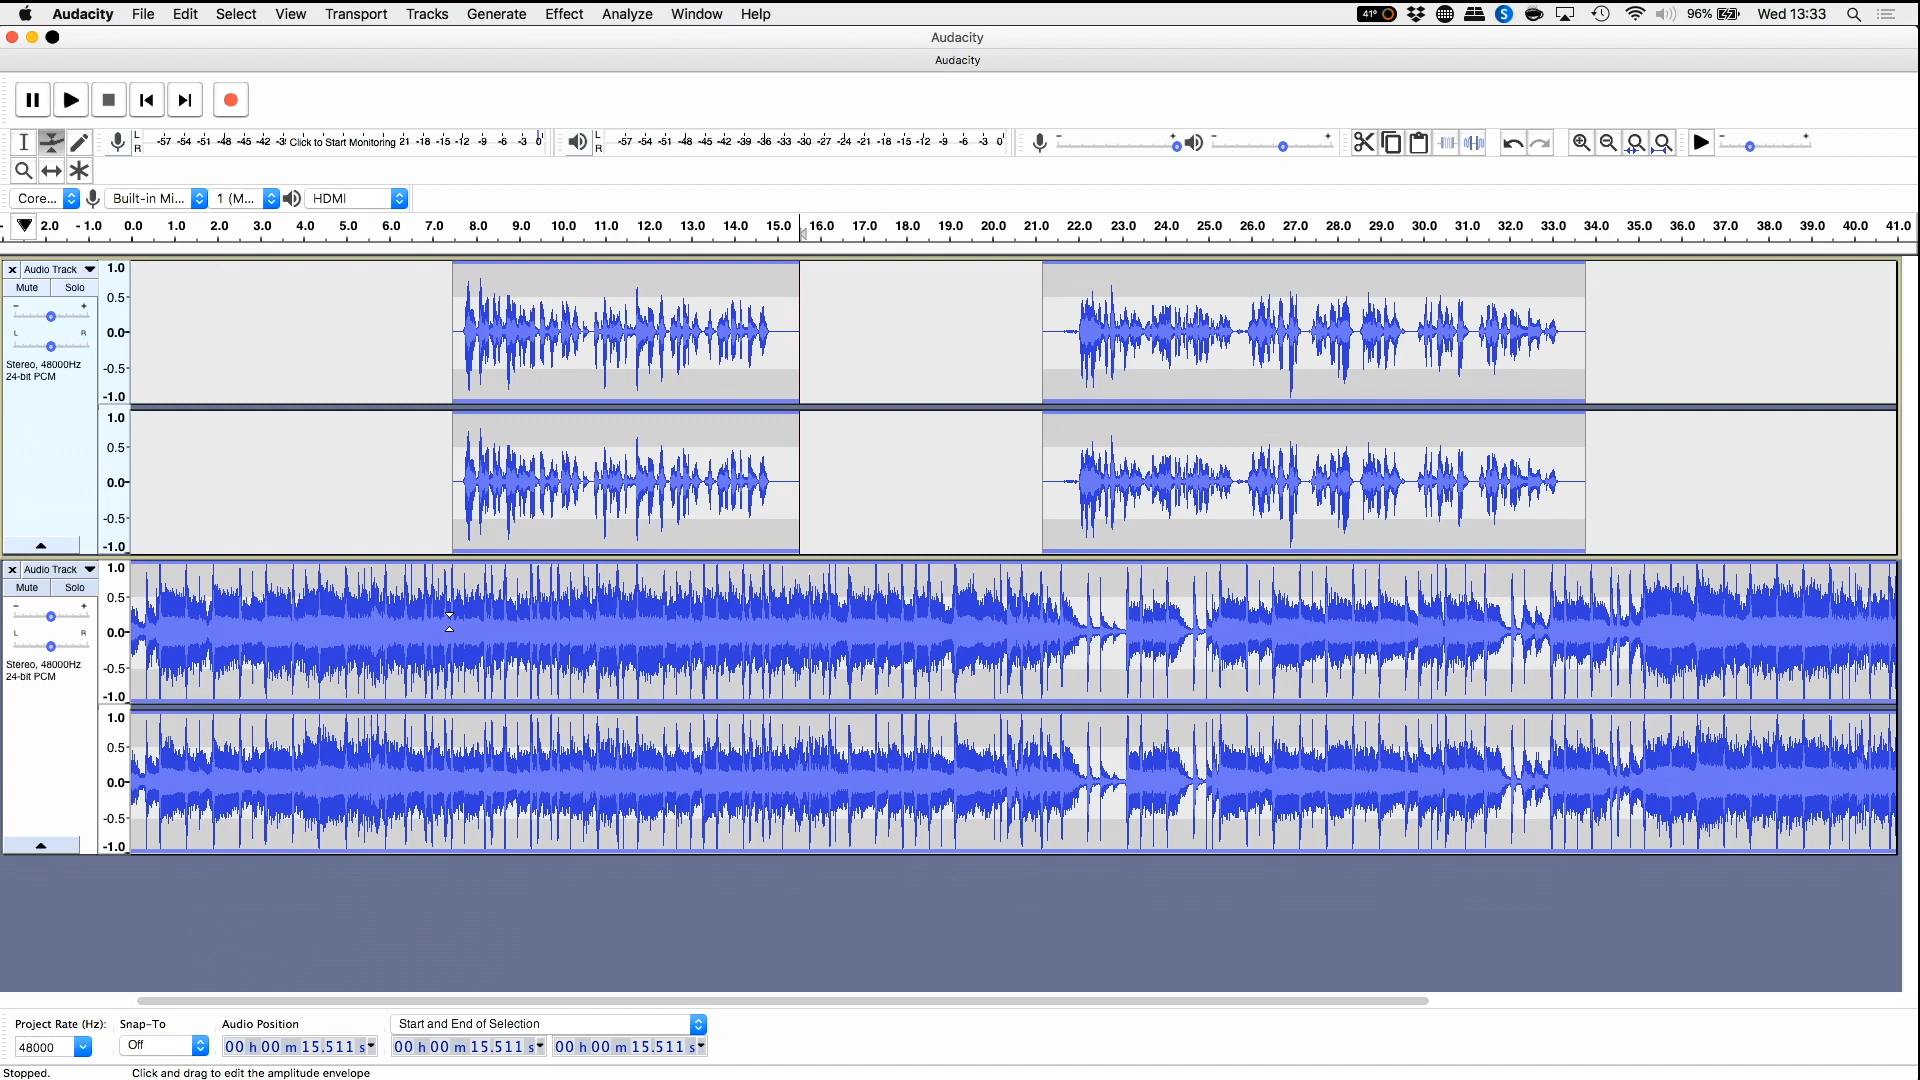 Audacity File Edit Select View Transport Tracks Generate Effect Analyze Window Help 41° S 96% Wed 13:33
Audacity
Audacity
L R -57 -54 -51 -48 -45 -42 -3 Click to Start Monitoring 21 -18 -15 -12 -9 -6 -3 0
L R -57 -54 -51 -48 -45 -42 -39 -36 -33 -30 -27 -24 -21 -18 -15 -12 -9 -6 -3 0
- + - + - +
Core... Built-in Mi... 1 (M... HDMI
2.0 - 1.0 0.0 1.0 2.0 3.0 4.0 5.0 6.0 7.0 8.0 9.0 10.0 11.0 12.0 13.0 14.0 15.0 16.0 17.0 18.0 19.0 20.0 21.0 22.0 23.0 24.0 25.0 26.0 27.0 28.0 29.0 30.0 31.0 32.0 33.0 34.0 35.0 36.0 37.0 38.0 39.0 40.0 41.0
× Audio Track 1.0
Mute Solo
- + 0.5
L R 0.0
Stereo, 48000Hz -0.5
24-bit PCM
-1.0
1.0
0.5
0.0
-0.5
-1.0
× Audio Track 1.0
Mute Solo
- + 0.5
L R 0.0
Stereo, 48000Hz -0.5
24-bit PCM
-1.0
1.0
0.5
0.0
-0.5
-1.0
Project Rate (Hz): Snap-To Audio Position Start and End of Selection
48000 Off 00 h 00 m 15.511 s 00 h 00 m 15.511 s 00 h 00 m 15.511 s
Stopped. Click and drag to edit the amplitude envelope